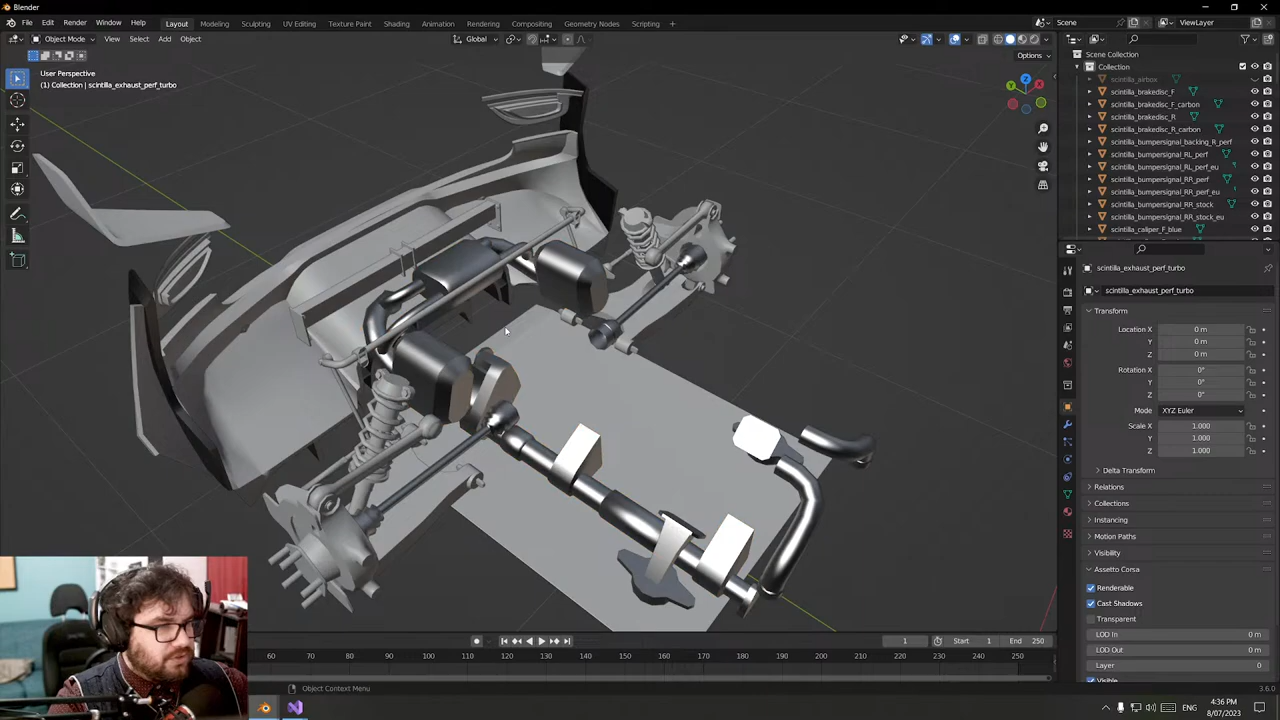 Blender
File Edit Render Window Help
Layout Modeling Sculpting UV Editing Texture Paint Shading Animation Rendering Compositing Geometry Nodes Scripting +
Scene
ViewLayer
Object Mode View Select Add Object
Global
Options
User Perspective
(1) Collection | scintilla_exhaust_perf_turbo
X
Y
Z
Scene Collection
Collection
scintilla_airbox
scintilla_brakedisc_F
scintilla_brakedisc_F_carbon
scintilla_brakedisc_R
scintilla_brakedisc_R_carbon
scintilla_bumpersignal_backing_R_perf
scintilla_bumpersignal_RL_perf
scintilla_bumpersignal_RL_perf_eu
scintilla_bumpersignal_RR_perf
scintilla_bumpersignal_RR_perf_eu
scintilla_bumpersignal_RR_stock
scintilla_bumpersignal_RR_stock_eu
scintilla_caliper_F_blue
scintilla_exhaust_perf_turbo
scintilla_exhaust_perf_turbo
Transform
Location X 0 m
Y 0 m
Z 0 m
Rotation X 0°
Y 0°
Z 0°
Mode XYZ Euler
Scale X 1.000
Y 1.000
Z 1.000
Delta Transform
Relations
Collections
Instancing
Motion Paths
Visibility
Assetto Corsa
Renderable
Cast Shadows
Transparent
LOD In 0 m
LOD Out 0 m
Layer 0
Visible
1 Start 1 End 250
70 80 90 100 110 120 130 140 150 160 170 180 190 200 210 220 230 240 250
Object Context Menu
3.6.0
ENG
4:36 PM
8/07/2023